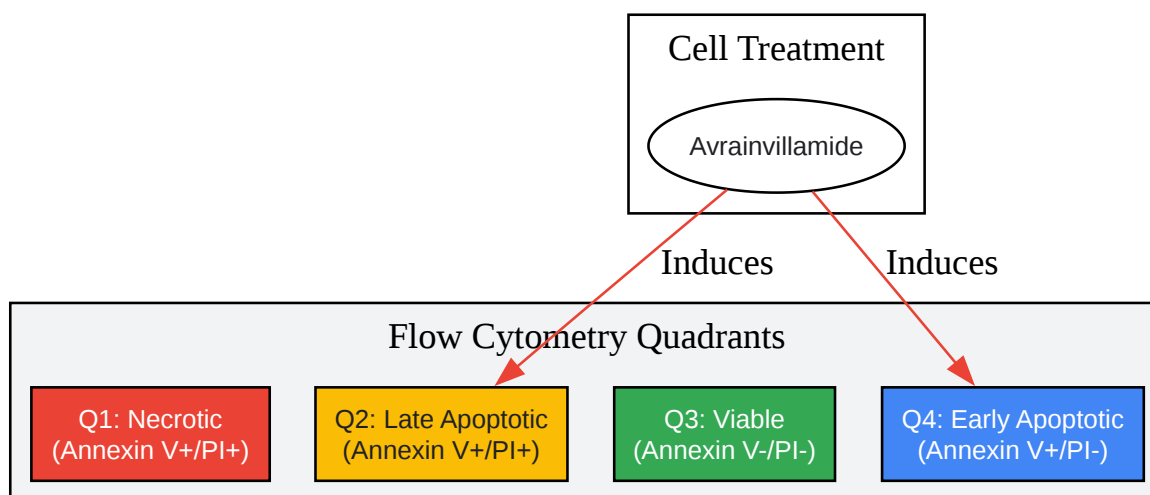 Cell Treatment
Avrainvillamide
Induces
Induces
Flow Cytometry Quadrants
Q1: Necrotic
(Annexin V+/PI+)
Q2: Late Apoptotic
(Annexin V+/PI+)
Q3: Viable
(Annexin V-/PI-)
Q4: Early Apoptotic
(Annexin V+/PI-)